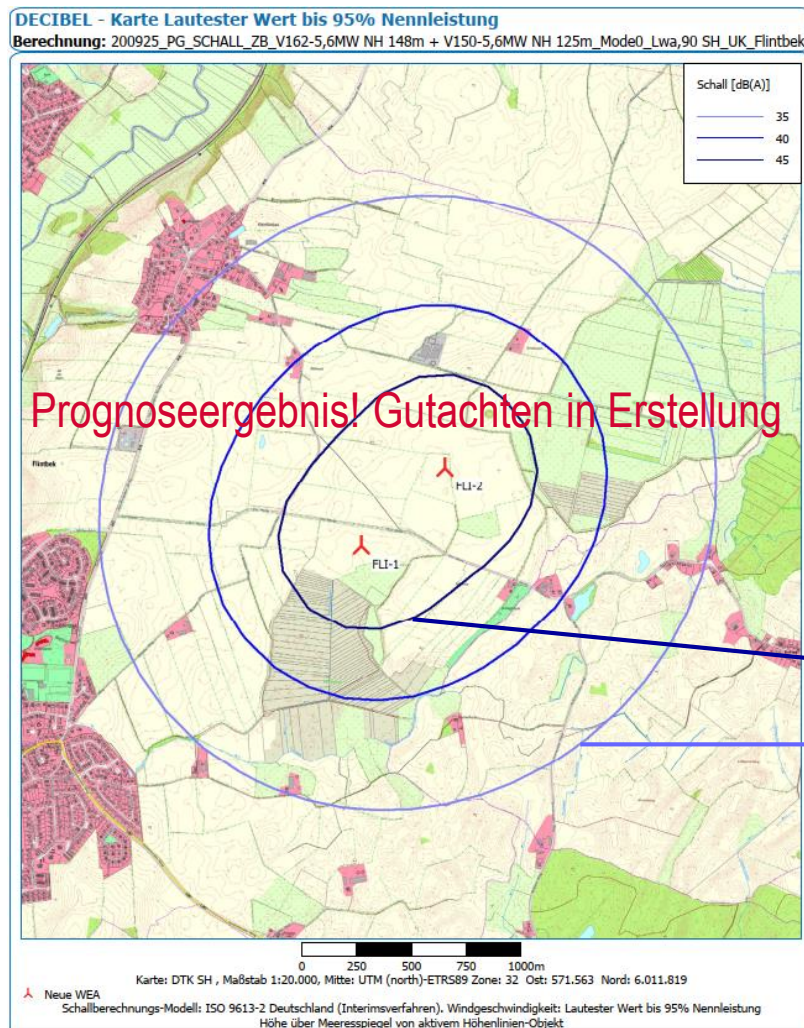 DECIBEL - Karte Lautester Wert bis 95% Nennleistung
Berechnung: 200925_PG_SCHALL_ZB_V162-5,6MW NH 148m + V150-5,6MW NH 125m_Mode0_Lwa,90 SH_UK_Flintbek
Schall [dB(A)]
35
40
45
Prognoseergebnis! Gutachten in Erstellung
Flintbek
FLI-2
FLI-1
0 250 500 750 1000m
Karte: DTK SH , Maßstab 1:20.000, Mitte: UTM (north)-ETRS89 Zone: 32 Ost: 571.563 Nord: 6.011.819
Neue WEA
Schallberechnungs-Modell: ISO 9613-2 Deutschland (Interimsverfahren). Windgeschwindigkeit: Lautester Wert bis 95% Nennleistung
Höhe über Meeresspiegel von aktivem Höhenlinien-Objekt